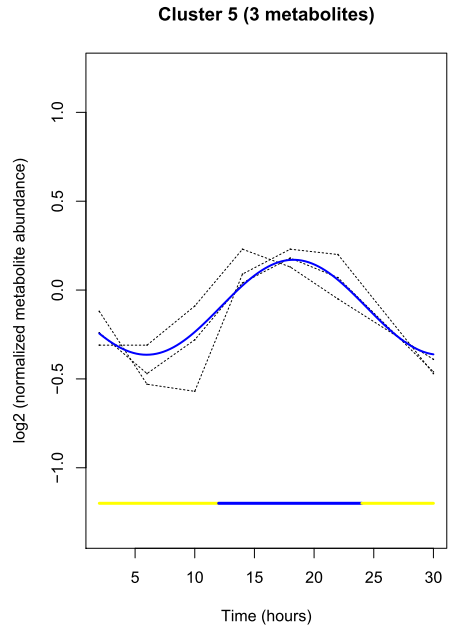 Cluster 5 (3 metabolites)
log2 (normalized metabolite abundance)
1.0
0.5
0.0
−0.5
−1.0
5 10 15 20 25 30
Time (hours)